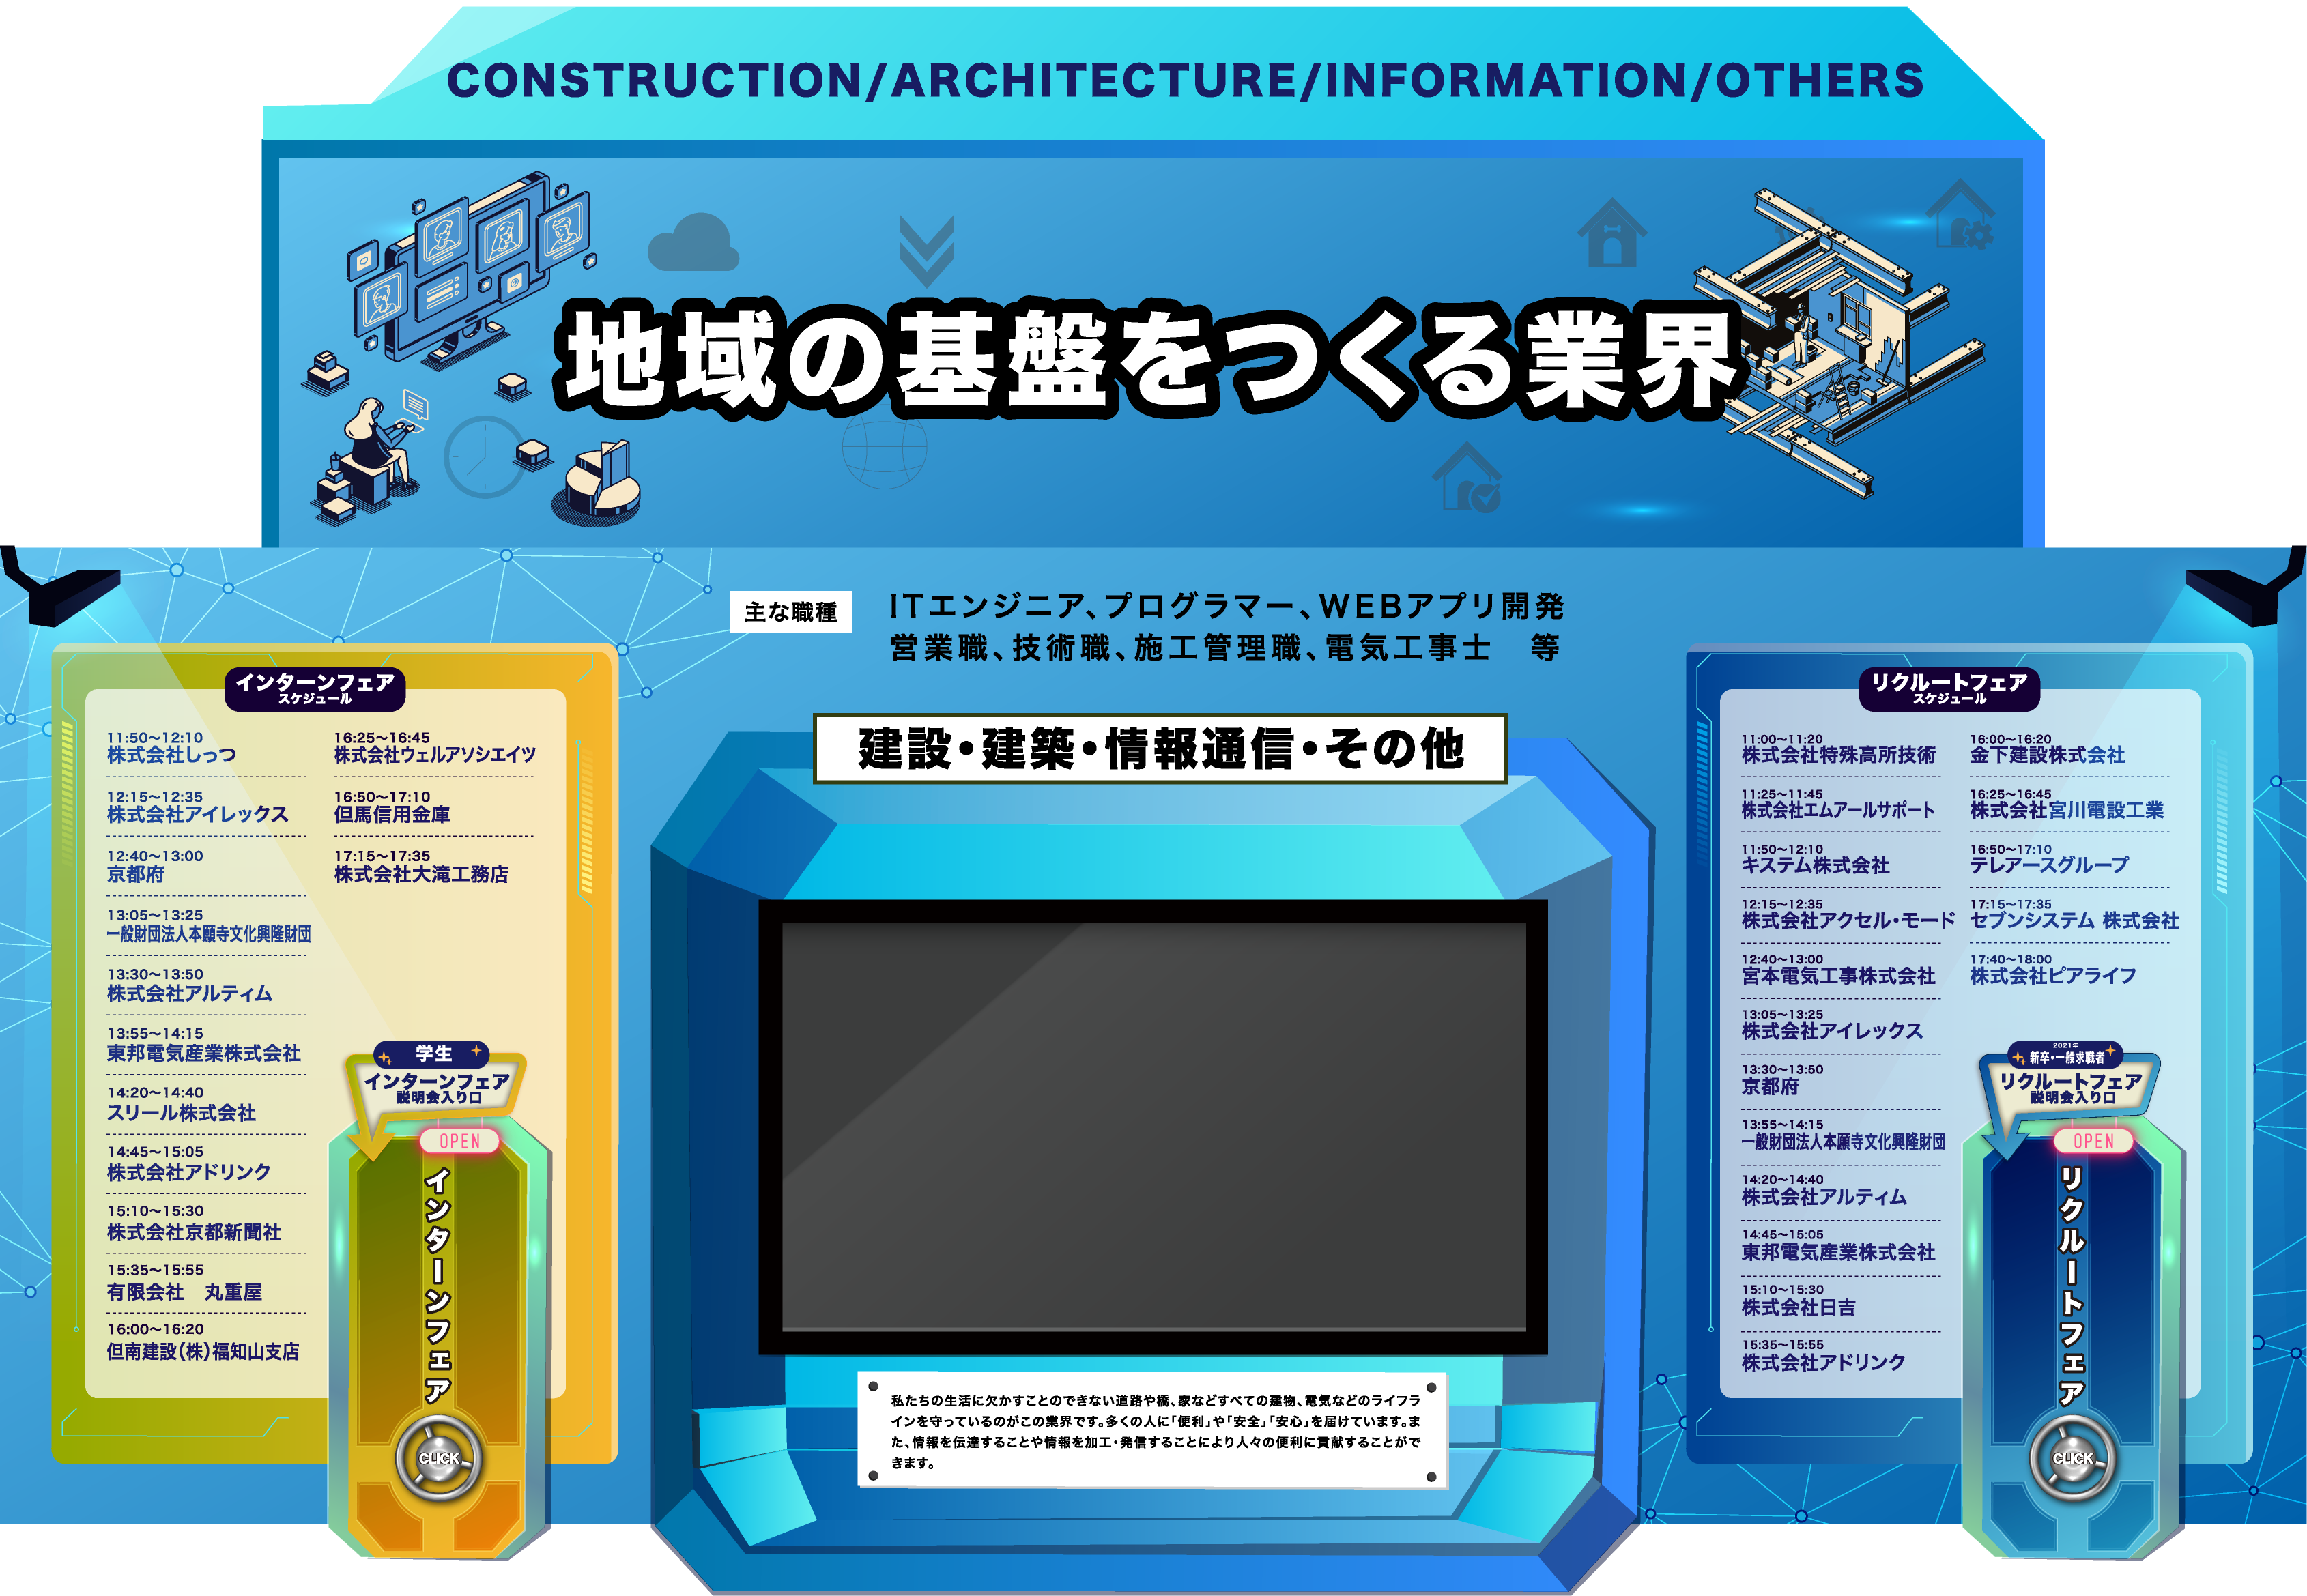 CONSTRUCTION/ARCHITECTURE/INFORMATION/OTHERS
地域の基盤をつくる業界
主な職種
ITエンジニア、プログラマー、WEBアプリ開発
営業職、技術職、施工管理職、電気工事士　等
建設・建築・情報通信・その他
インターンフェア
スケジュール
11:50〜12:10
株式会社しっつ
12:15〜12:35
株式会社アイレックス
12:40〜13:00
京都府
13:05〜13:25
一般財団法人本願寺文化興隆財団
13:30〜13:50
株式会社アルティム
13:55〜14:15
東邦電気産業株式会社
14:20〜14:40
スリール株式会社
14:45〜15:05
株式会社アドリンク
15:10〜15:30
株式会社京都新聞社
15:35〜15:55
有限会社　丸重屋
16:00〜16:20
但南建設(株)福知山支店
16:25〜16:45
株式会社ウェルアソシエイツ
16:50〜17:10
但馬信用金庫
17:15〜17:35
株式会社大滝工務店
学生
インターンフェア
説明会入り口
OPEN
インターンフェア
CLICK
私たちの生活に欠かすことのできない道路や橋、家などすべての建物、電気などのライフラ
インを守っているのがこの業界です。多くの人に「便利」や「安全」「安心」を届けています。ま
た、情報を伝達することや情報を加工・発信することにより人々の便利に貢献することがで
きます。
リクルートフェア
スケジュール
11:00〜11:20
株式会社特殊高所技術
11:25〜11:45
株式会社エムアールサポート
11:50〜12:10
キステム株式会社
12:15〜12:35
株式会社アクセル・モード
12:40〜13:00
宮本電気工事株式会社
13:05〜13:25
株式会社アイレックス
13:30〜13:50
京都府
13:55〜14:15
一般財団法人本願寺文化興隆財団
14:20〜14:40
株式会社アルティム
14:45〜15:05
東邦電気産業株式会社
15:10〜15:30
株式会社日吉
15:35〜15:55
株式会社アドリンク
16:00〜16:20
金下建設株式会社
16:25〜16:45
株式会社宮川電設工業
16:50〜17:10
テレアースグループ
17:15〜17:35
セブンシステム 株式会社
17:40〜18:00
株式会社ピアライフ
2021年
新卒・一般求職者
リクルートフェア
説明会入り口
OPEN
リクルートフェア
CLICK